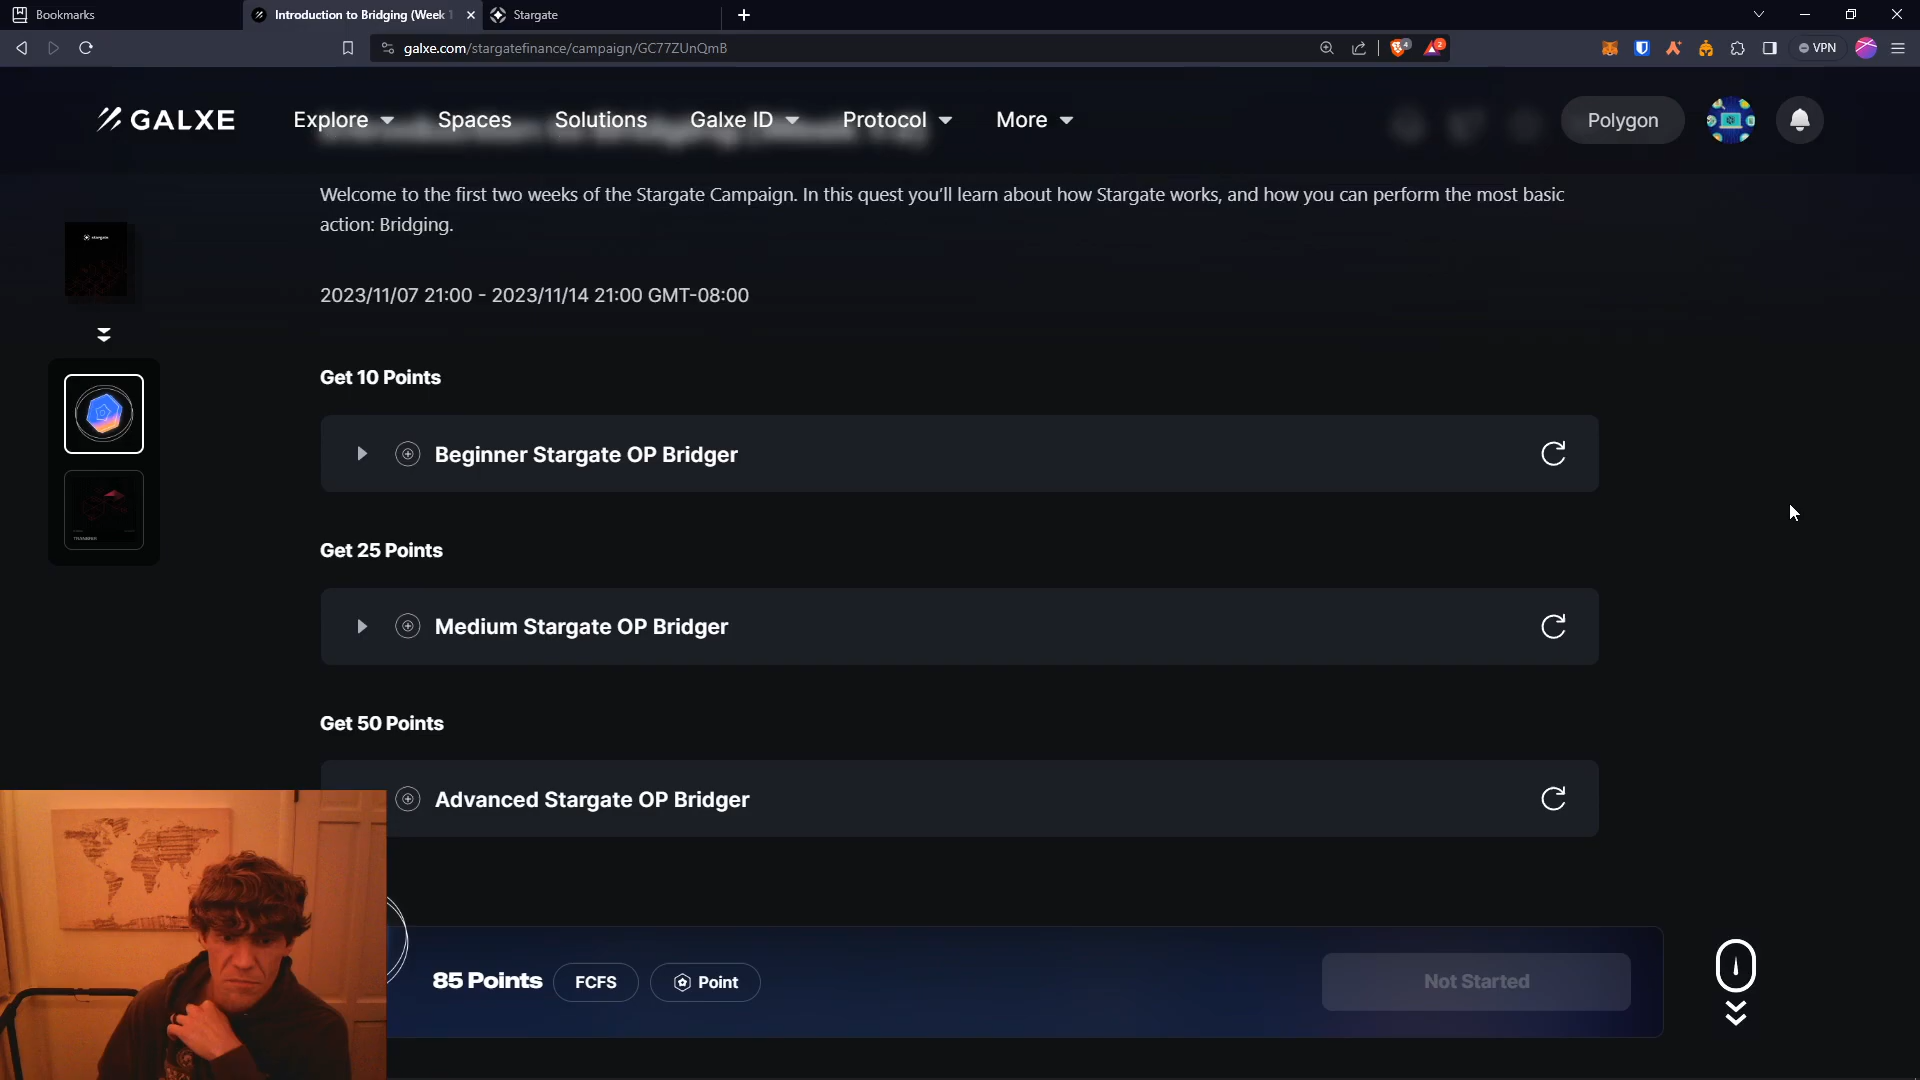 Bookmarks
Introduction to Bridging (Week 1
Stargate
galxe.com/stargatefinance/campaign/GC77ZUnQmB
4
2
VPN
GALXE
Explore
Spaces
Solutions
Galxe ID
Protocol
More
Polygon
Welcome to the first two weeks of the Stargate Campaign. In this quest you'll learn about how Stargate works, and how you can perform the most basic
action: Bridging.
2023/11/07 21:00 - 2023/11/14 21:00 GMT-08:00
Get 10 Points
Beginner Stargate OP Bridger
Get 25 Points
Medium Stargate OP Bridger
Get 50 Points
Advanced Stargate OP Bridger
85 Points
FCFS
Point
Not Started